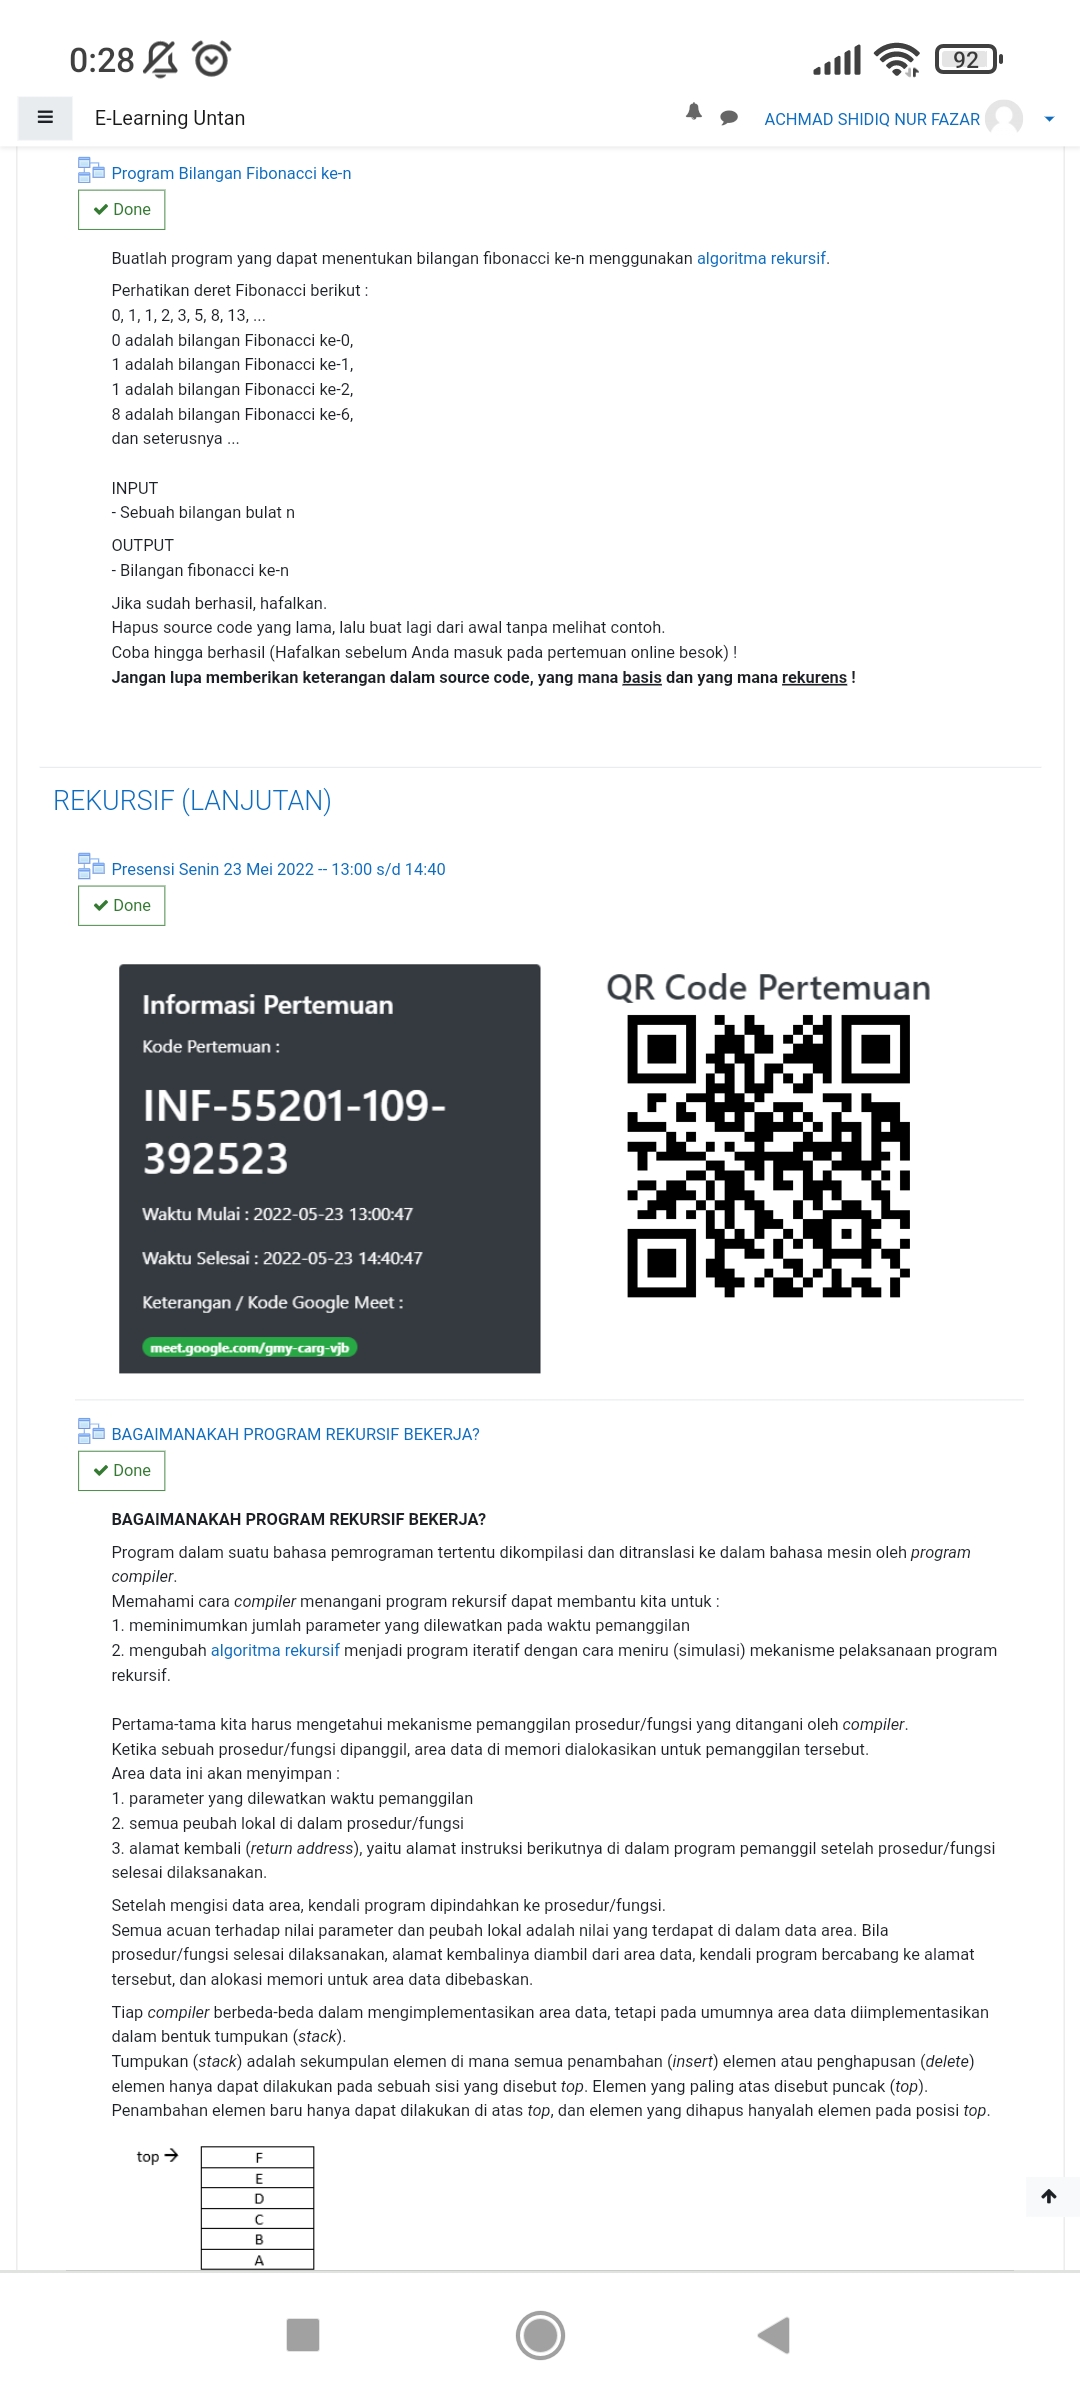 0:28
92
E-Learning Untan
ACHMAD SHIDIQ NUR FAZAR
Program Bilangan Fibonacci ke-n
Done
Buatlah program yang dapat menentukan bilangan fibonacci ke-n menggunakan algoritma rekursif.
Perhatikan deret Fibonacci berikut :
0, 1, 1, 2, 3, 5, 8, 13, ...
0 adalah bilangan Fibonacci ke-0,
1 adalah bilangan Fibonacci ke-1,
1 adalah bilangan Fibonacci ke-2,
8 adalah bilangan Fibonacci ke-6,
dan seterusnya ...
INPUT
- Sebuah bilangan bulat n
OUTPUT
- Bilangan fibonacci ke-n
Jika sudah berhasil, hafalkan.
Hapus source code yang lama, lalu buat lagi dari awal tanpa melihat contoh.
Coba hingga berhasil (Hafalkan sebelum Anda masuk pada pertemuan online besok) !
Jangan lupa memberikan keterangan dalam source code, yang mana basis dan yang mana rekurens !
REKURSIF (LANJUTAN)
Presensi Senin 23 Mei 2022 -- 13:00 s/d 14:40
Done
Informasi Pertemuan
Kode Pertemuan :
INF-55201-109-
392523
Waktu Mulai : 2022-05-23 13:00:47
Waktu Selesai : 2022-05-23 14:40:47
Keterangan / Kode Google Meet :
meet.google.com/gmy-carg-vjb
QR Code Pertemuan
BAGAIMANAKAH PROGRAM REKURSIF BEKERJA?
Done
BAGAIMANAKAH PROGRAM REKURSIF BEKERJA?
Program dalam suatu bahasa pemrograman tertentu dikompilasi dan ditranslasi ke dalam bahasa mesin oleh program
compiler.
Memahami cara compiler menangani program rekursif dapat membantu kita untuk :
1. meminimumkan jumlah parameter yang dilewatkan pada waktu pemanggilan
2. mengubah algoritma rekursif menjadi program iteratif dengan cara meniru (simulasi) mekanisme pelaksanaan program
rekursif.
Pertama-tama kita harus mengetahui mekanisme pemanggilan prosedur/fungsi yang ditangani oleh compiler.
Ketika sebuah prosedur/fungsi dipanggil, area data di memori dialokasikan untuk pemanggilan tersebut.
Area data ini akan menyimpan :
1. parameter yang dilewatkan waktu pemanggilan
2. semua peubah lokal di dalam prosedur/fungsi
3. alamat kembali (return address), yaitu alamat instruksi berikutnya di dalam program pemanggil setelah prosedur/fungsi
selesai dilaksanakan.
Setelah mengisi data area, kendali program dipindahkan ke prosedur/fungsi.
Semua acuan terhadap nilai parameter dan peubah lokal adalah nilai yang terdapat di dalam data area. Bila
prosedur/fungsi selesai dilaksanakan, alamat kembalinya diambil dari area data, kendali program bercabang ke alamat
tersebut, dan alokasi memori untuk area data dibebaskan.
Tiap compiler berbeda-beda dalam mengimplementasikan area data, tetapi pada umumnya area data diimplementasikan
dalam bentuk tumpukan (stack).
Tumpukan (stack) adalah sekumpulan elemen di mana semua penambahan (insert) elemen atau penghapusan (delete)
elemen hanya dapat dilakukan pada sebuah sisi yang disebut top. Elemen yang paling atas disebut puncak (top).
Penambahan elemen baru hanya dapat dilakukan di atas top, dan elemen yang dihapus hanyalah elemen pada posisi top.
top → F
E
D
C
B
A